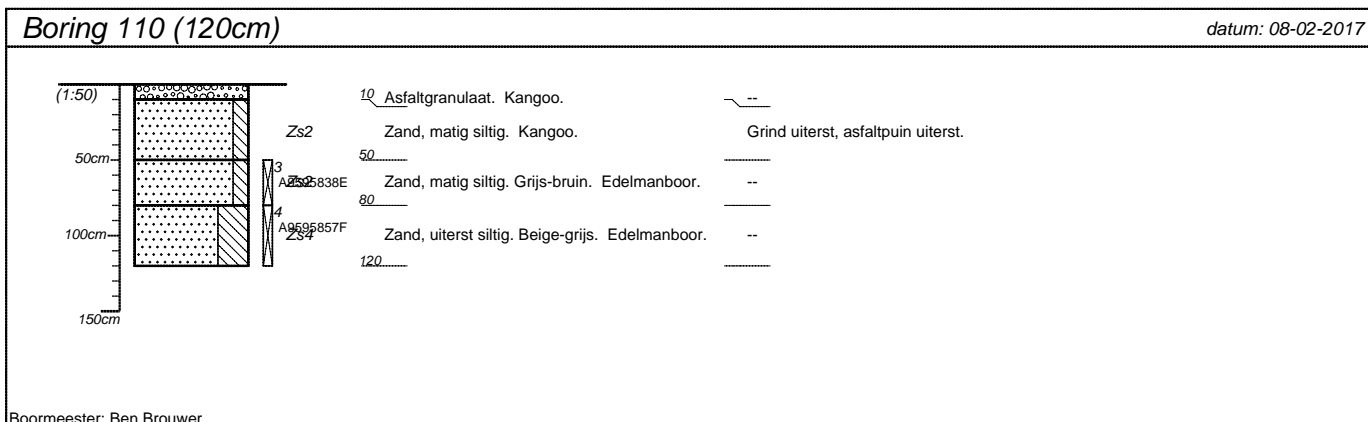 Boring 110 (120cm) datum: 08-02-2017
(1:50)
10 Asfaltgranulaat. Kangoo. --
Zs2 Zand, matig siltig. Kangoo. Grind uiterst, asfaltpuin uiterst.
50cm 50
3
A9595838E Zs2 Zand, matig siltig. Grijs-bruin. Edelmanboor. --
80
4
A9595857F
100cm Zs4 Zand, uiterst siltig. Beige-grijs. Edelmanboor. --
120
150cm
Boormeester: Ben Brouwer